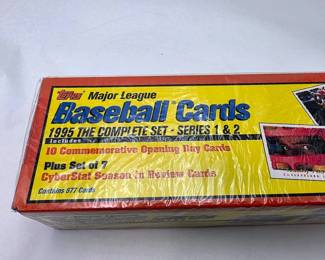 Topps Major League
Baseball Cards
1995 THE COMPLETE SET - SERIES 1 & 2
Includes
10 Commemorative Opening Day Cards
Plus Set of 7
CyberStat Season in Review Cards
Contains 677 Cards